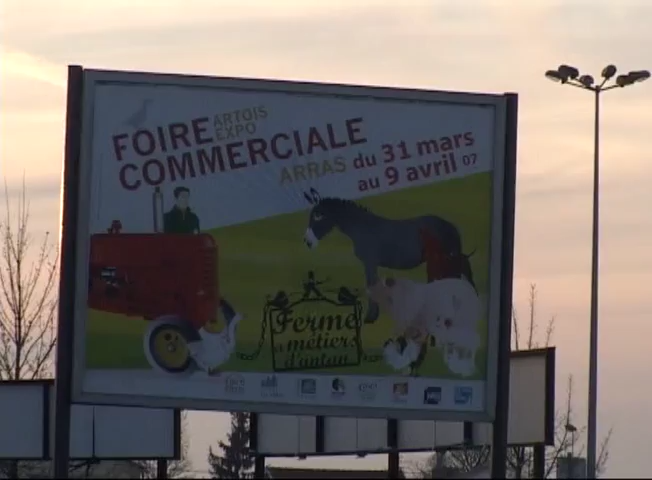 FOIRE ARTOIS
EXPO
COMMERCIALE
ARRAS du 31 mars
au 9 avril 07
Ferme
& métiers
d'antan